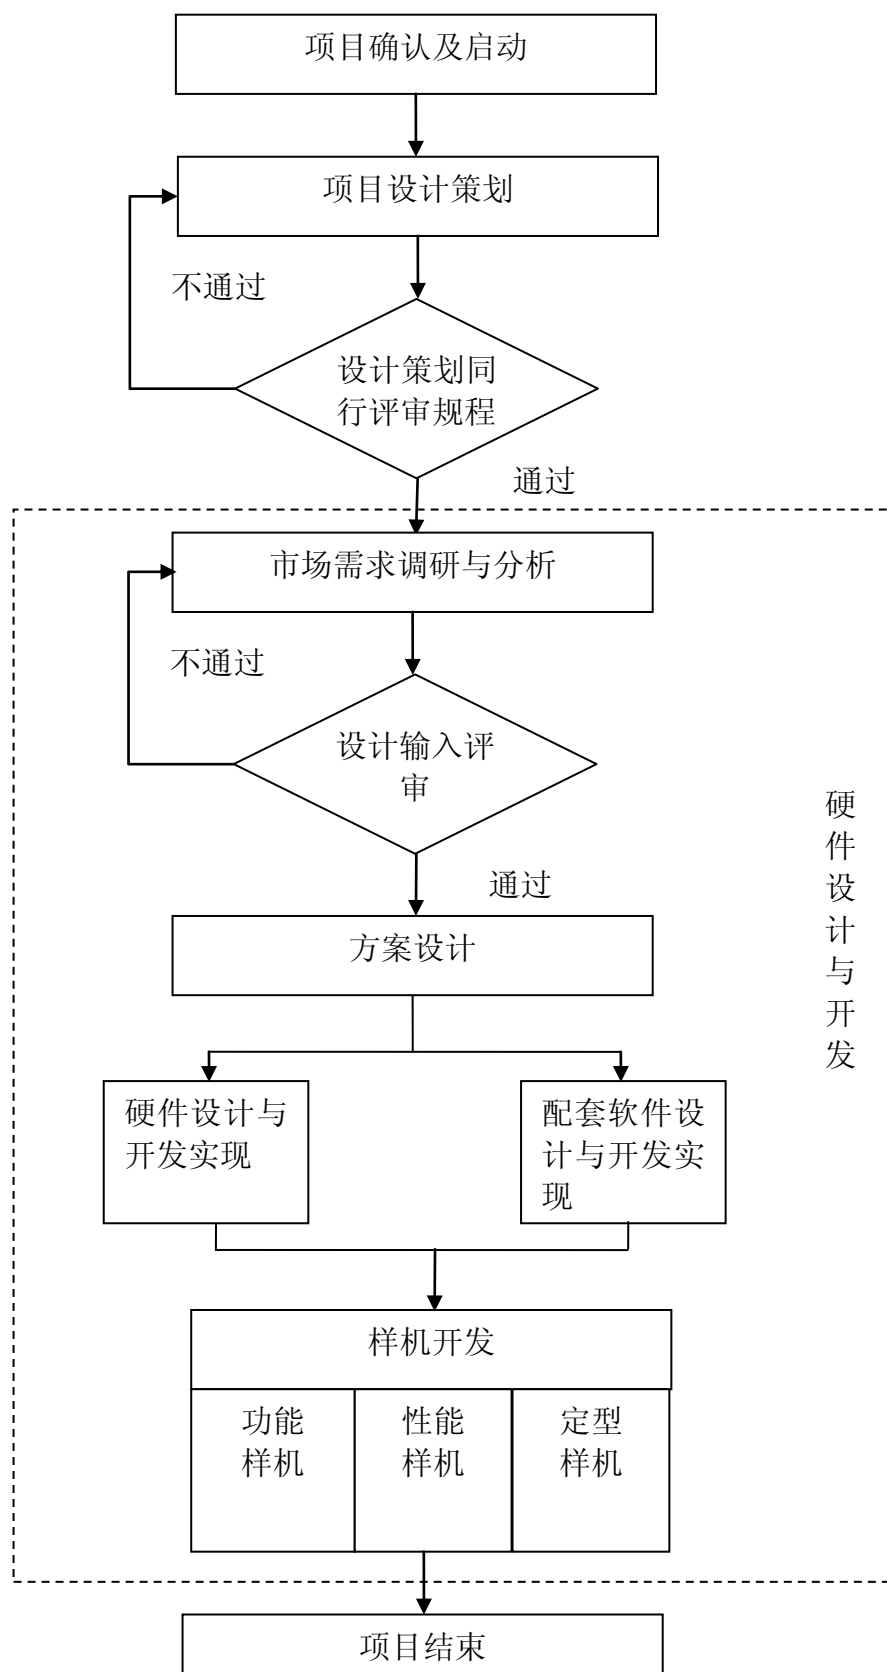 项目确认及启动
项目设计策划
不通过
设计策划同
行评审规程
通过
市场需求调研与分析
不通过
设计输入评
审
通过
方案设计
硬件设计与
开发实现
配套软件设
计与开发实
现
硬
件
设
计
与
开
发
样机开发
功能
样机
性能
样机
定型
样机
项目结束